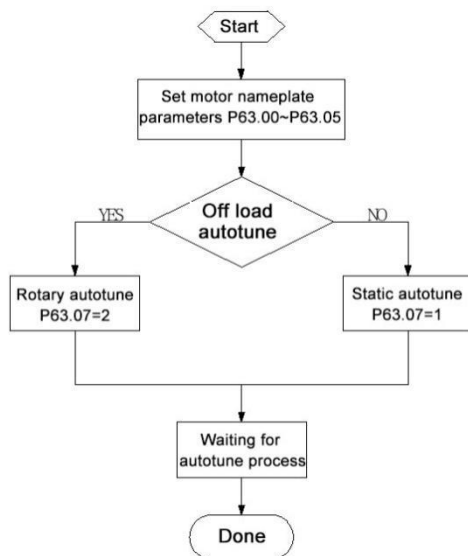 Start
Set motor nameplate
parameters P63.00~P63.05
Off load
autotune
YES
NO
Rotary autotune
P63.07=2
Static autotune
P63.07=1
Waiting for
autotune process
Done